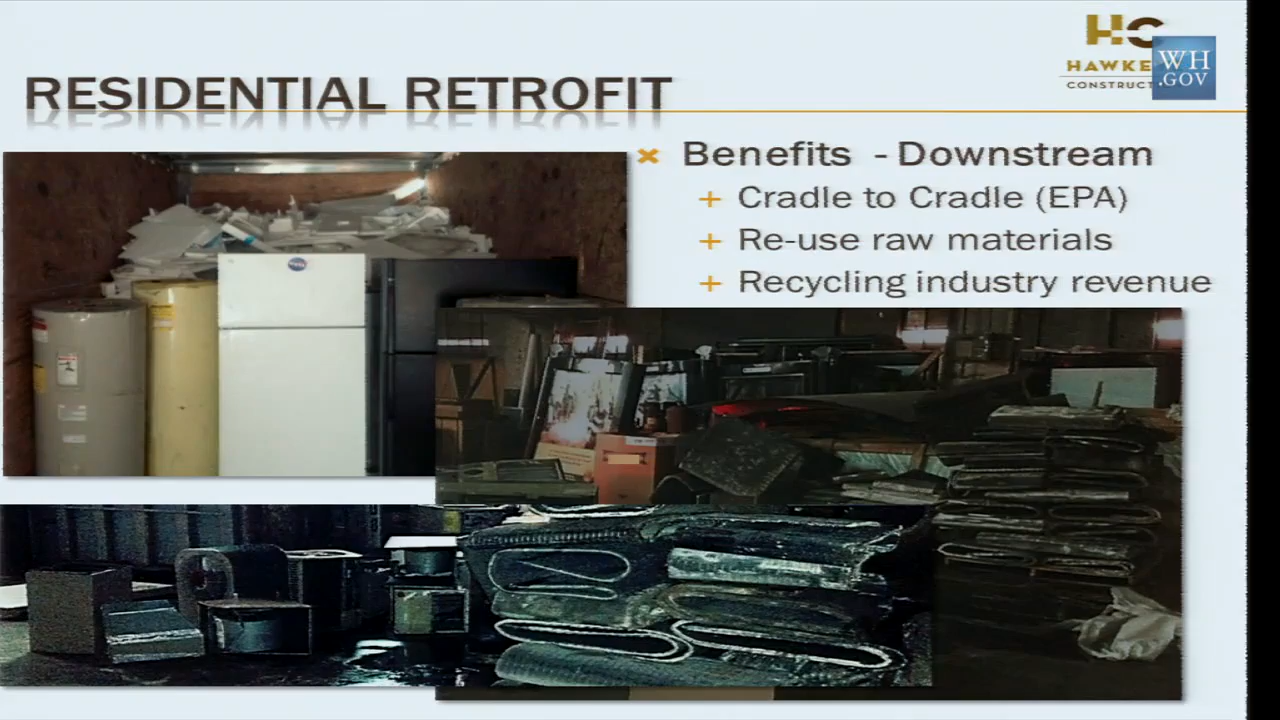 HC
HAWKE
CONSTRUCT
WH
.GOV
RESIDENTIAL RETROFIT
Benefits - Downstream
Cradle to Cradle (EPA)
Re-use raw materials
Recycling industry revenue